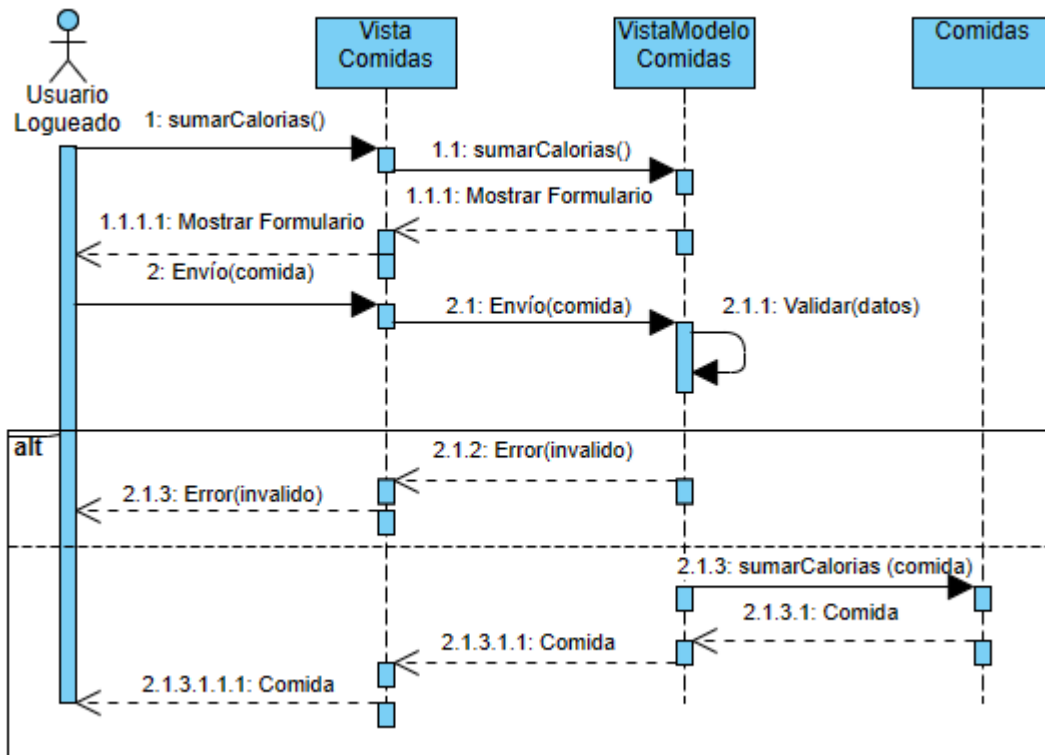 Vista
Comidas
VistaModelo
Comidas
Comidas
Usuario
Logueado
1: sumarCalorias()
1.1: sumarCalorias()
1.1.1: Mostrar Formulario
1.1.1.1: Mostrar Formulario
2: Envío(comida)
2.1: Envío(comida)
2.1.1: Validar(datos)
alt
2.1.2: Error(invalido)
2.1.3: Error(invalido)
2.1.3: sumarCalorias (comida)
2.1.3.1: Comida
2.1.3.1.1: Comida
2.1.3.1.1.1: Comida